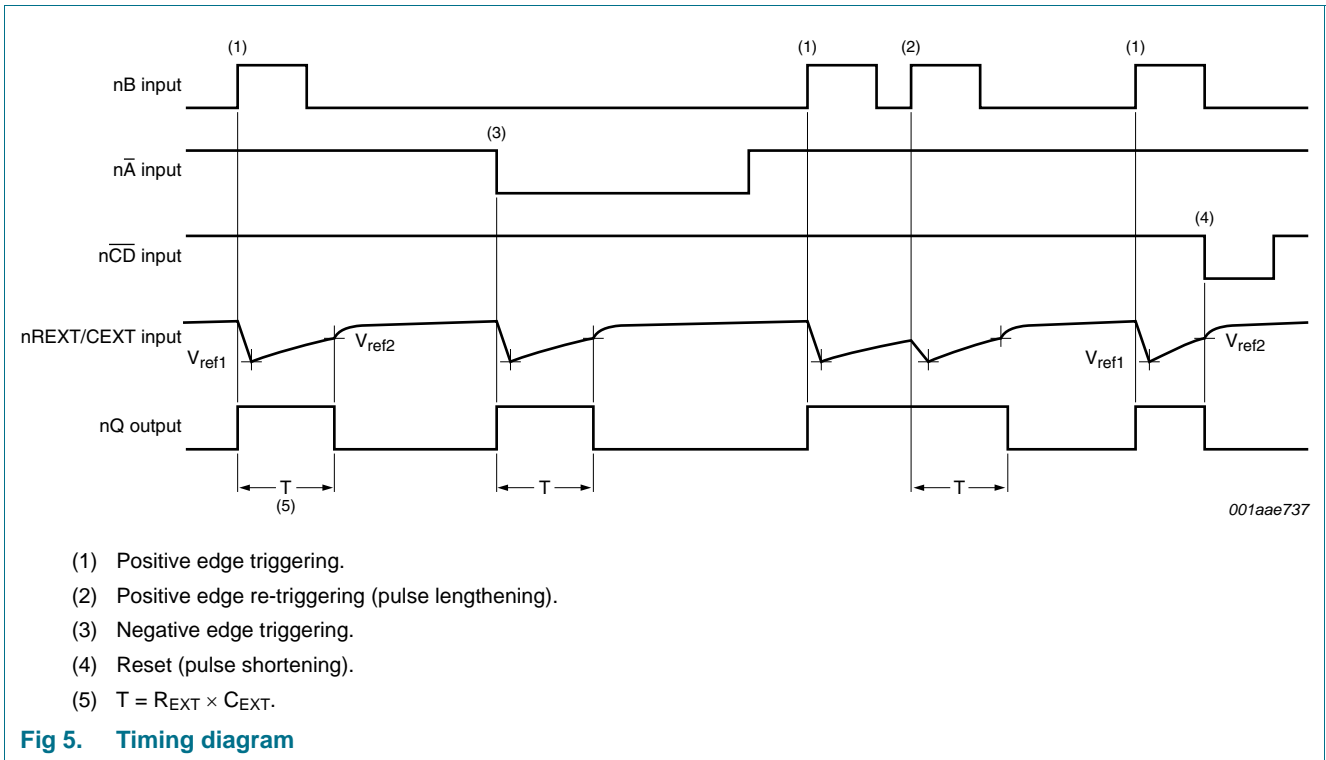 (1) (1) (2) (1)
nB input
(3)
nA̅ input
(4)
nC̅D̅ input
nREXT/CEXT input
Vref1 Vref2 Vref1 Vref2
nQ output
T T T
(5)
001aae737
(1) Positive edge triggering.
(2) Positive edge re-triggering (pulse lengthening).
(3) Negative edge triggering.
(4) Reset (pulse shortening).
(5) T = REXT × CEXT.
Fig 5. Timing diagram